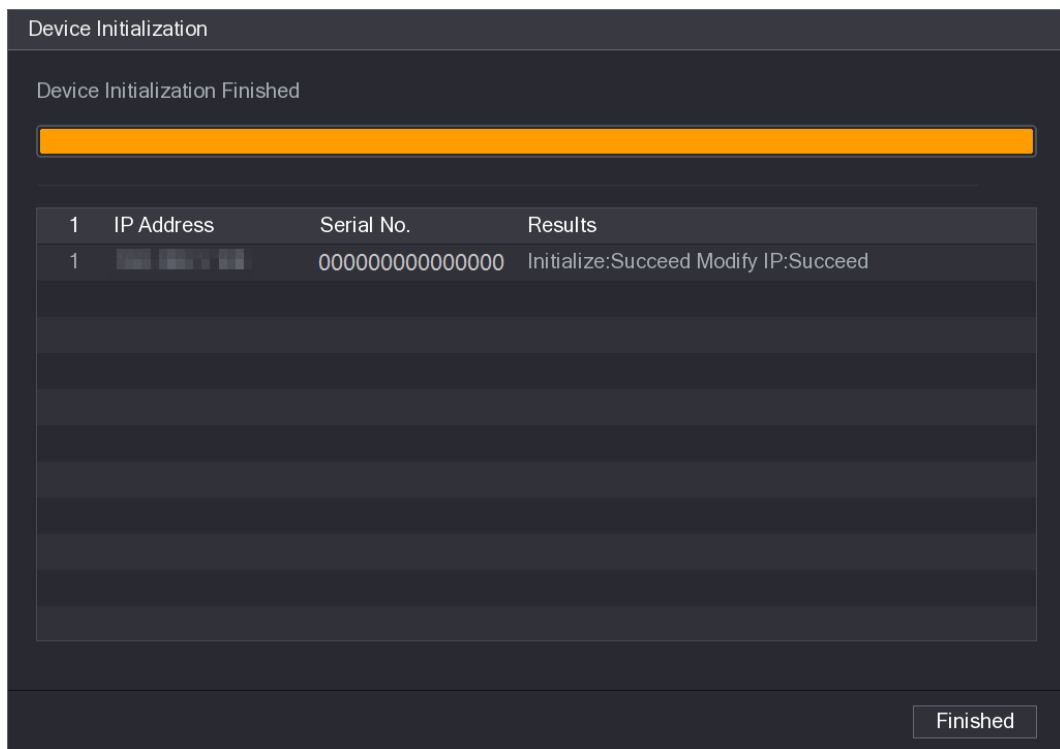 Device Initialization
Device Initialization Finished
1 IP Address Serial No. Results
1 000000000000000 Initialize:Succeed Modify IP:Succeed
Finished